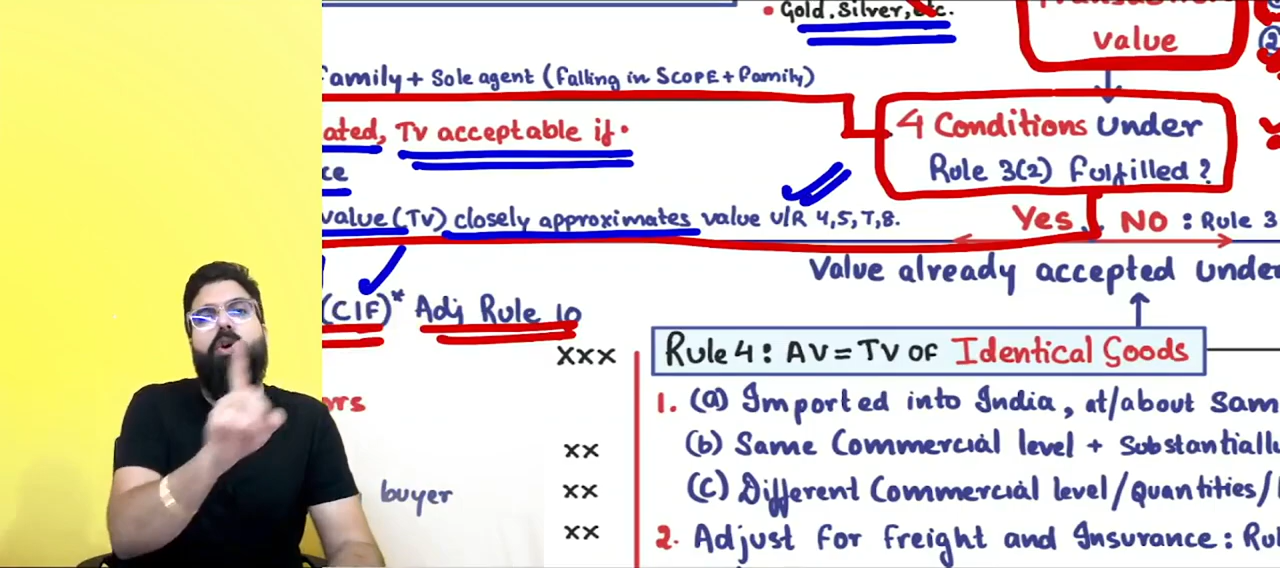 • Gold, Silver, etc.
Value
family + Sole agent (falling in SCOPE + family)
4 Conditions Under
Rule 3(2) Fulfilled ?
ated, Tv acceptable if
ce
value (Tv) closely approximates value U/R 4,5,7,8.
Yes NO : Rule 3
Value already accepted Under
(CIF)* Adj Rule 10
xxx
Rule 4 : AV = TV of Identical Goods
ors
1. (a) Imported into India, at/about Sam
(b) Same Commercial level + Substantially
xx
buyer
xx
(C) Different Commercial level/Quantities/
xx
2. Adjust for freight and Insurance : Rul